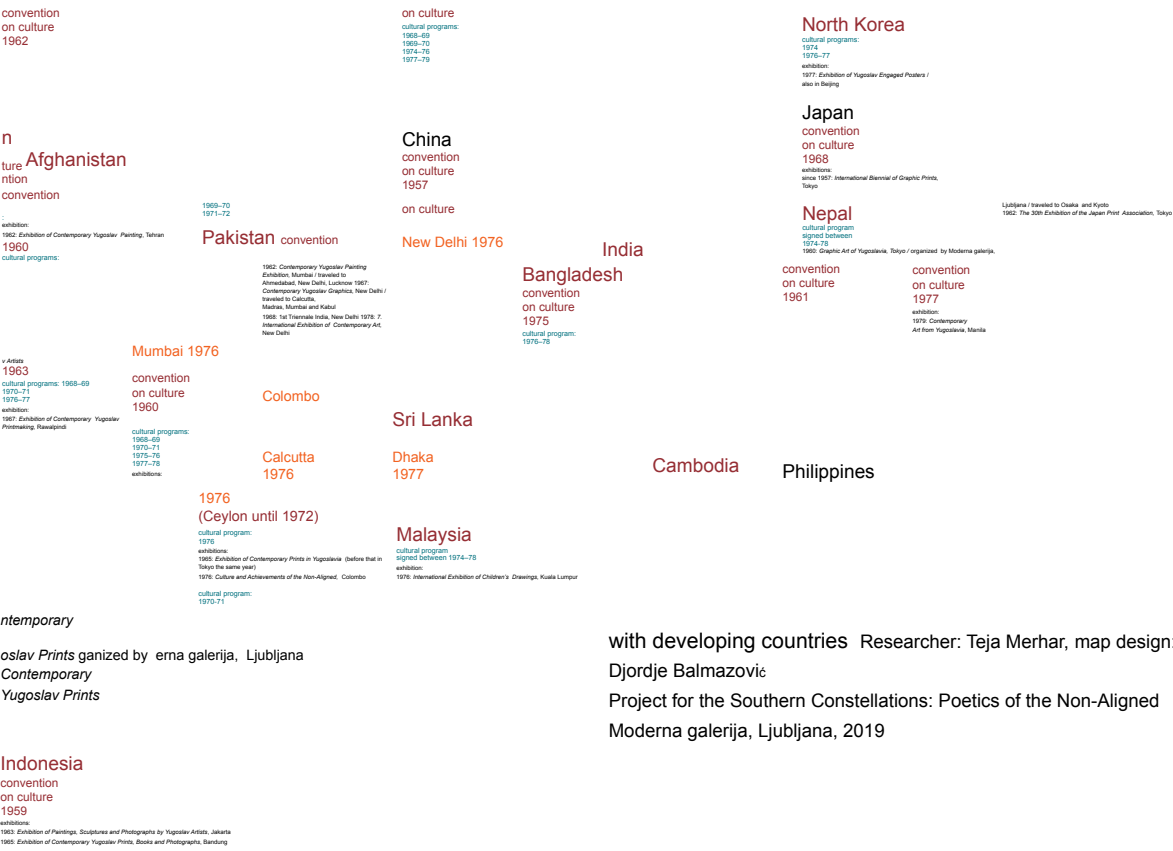 convention
on culture
1962
on culture
cultural programs:
1968–69
1969–70
1974–76
1977–79
North Korea
cultural programs:
1974
1976–77
exhibition:
1977: Exhibition of Yugoslav Engaged Posters /
also in Beijing
Japan
convention
on culture
1968
exhibitions:
since 1957: International Biennial of Graphic Prints,
Tokyo
n
ture Afghanistan
ntion
convention
China
convention
on culture
1957
on culture
1969–70
1971–72
:
exhibition:
1962: Exhibition of Contemporary Yugoslav Painting, Tehran
1960
cultural programs:
Pakistan convention
New Delhi 1976
India
Nepal
cultural program
signed between
1974-78
1960: Graphic Art of Yugoslavia, Tokyo / organized by Moderna galerija,
Ljubljana / traveled to Osaka and Kyoto
1962: The 30th Exhibition of the Japan Print Association, Tokyo
1962: Contemporary Yugoslav Painting
Exhibition, Mumbai / traveled to
Ahmedabad, New Delhi, Lucknow 1967:
Contemporary Yugoslav Graphics, New Delhi /
traveled to Calcutta,
Madras, Mumbai and Kabul
1968: 1st Triennale India, New Delhi 1978: 7.
International Exhibition of Contemporary Art,
New Delhi
Bangladesh
convention
on culture
1975
cultural program:
1976–78
convention
on culture
1961
convention
on culture
1977
exhibition:
1979: Contemporary
Art from Yugoslavia, Manila
v Artists
1963
cultural programs: 1968–69
1970–71
1976–77
exhibition:
1967: Exhibition of Contemporary Yugoslav
Printmaking, Rawalpindi
Mumbai 1976
convention
on culture
1960
cultural programs:
1968–69
1970–71
1975–76
1977–78
exhibitions:
Colombo
Sri Lanka
Calcutta
1976
Dhaka
1977
Cambodia
Philippines
1976
(Ceylon until 1972)
cultural program:
1976
exhibitions:
1965: Exhibition of Contemporary Prints in Yugoslavia (before that in
Tokyo the same year)
1976: Culture and Achievements of the Non-Aligned, Colombo
cultural program:
1970-71
Malaysia
cultural program
signed between 1974–78
exhibition:
1976: International Exhibition of Children's Drawings, Kuala Lumpur
ntemporary
oslav Prints ganized by erna galerija, Ljubljana
Contemporary
Yugoslav Prints
with developing countries Researcher: Teja Merhar, map design:
Djordje Balmazović
Project for the Southern Constellations: Poetics of the Non-Aligned
Moderna galerija, Ljubljana, 2019
Indonesia
convention
on culture
1959
exhibitions:
1963: Exhibition of Paintings, Sculptures and Photographs by Yugoslav Artists, Jakarta
1965: Exhibition of Contemporary Yugoslav Prints, Books and Photographs, Bandung